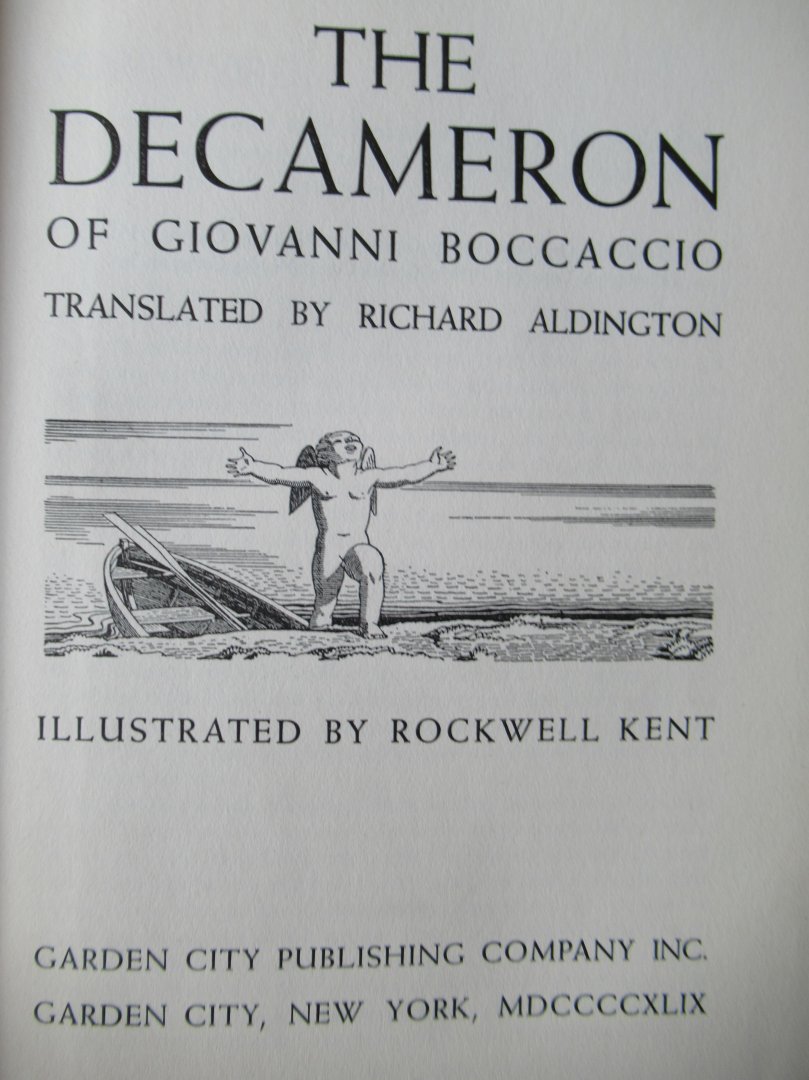 THE
DECAMERON
OF GIOVANNI BOCCACCIO
TRANSLATED BY RICHARD ALDINGTON
ILLUSTRATED BY ROCKWELL KENT
GARDEN CITY PUBLISHING COMPANY INC.
GARDEN CITY, NEW YORK, MDCCCCXLIX